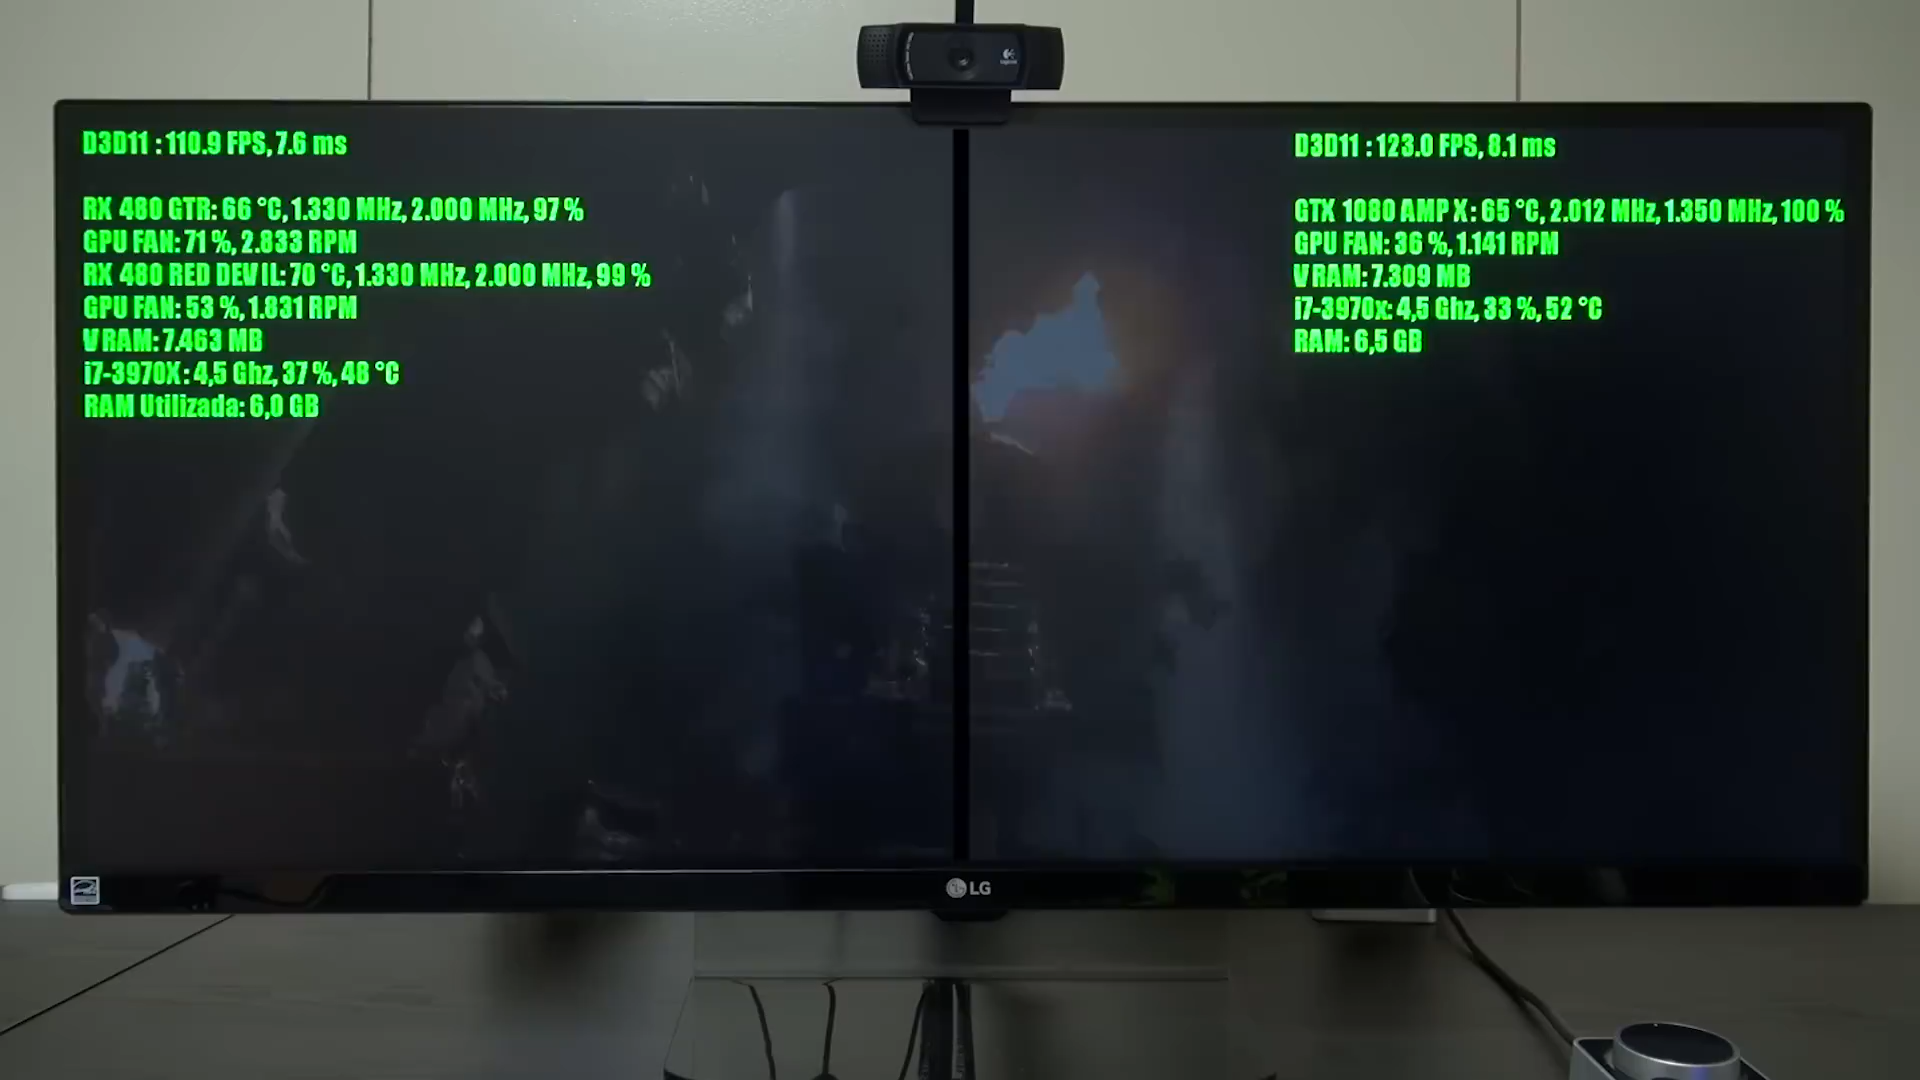 logitech
D3D11 : 110.9 FPS, 7.6 ms
RX 480 GTR: 66 °C, 1.330 MHz, 2.000 MHz, 97 %
GPU FAN: 71 %, 2.833 RPM
RX 480 RED DEVIL: 70 °C, 1.330 MHz, 2.000 MHz, 99 %
GPU FAN: 53 %, 1.831 RPM
VRAM: 7.463 MB
i7-3970X: 4,5 Ghz, 37 %, 48 °C
RAM Utilizada: 6,0 GB
D3D11 : 123.0 FPS, 8.1 ms
GTX 1080 AMP X: 65 °C, 2.012 MHz, 1.350 MHz, 100 %
GPU FAN: 36 %, 1.141 RPM
VRAM: 7.309 MB
i7-3970x: 4,5 Ghz, 33 %, 52 °C
RAM: 6,5 GB
LG